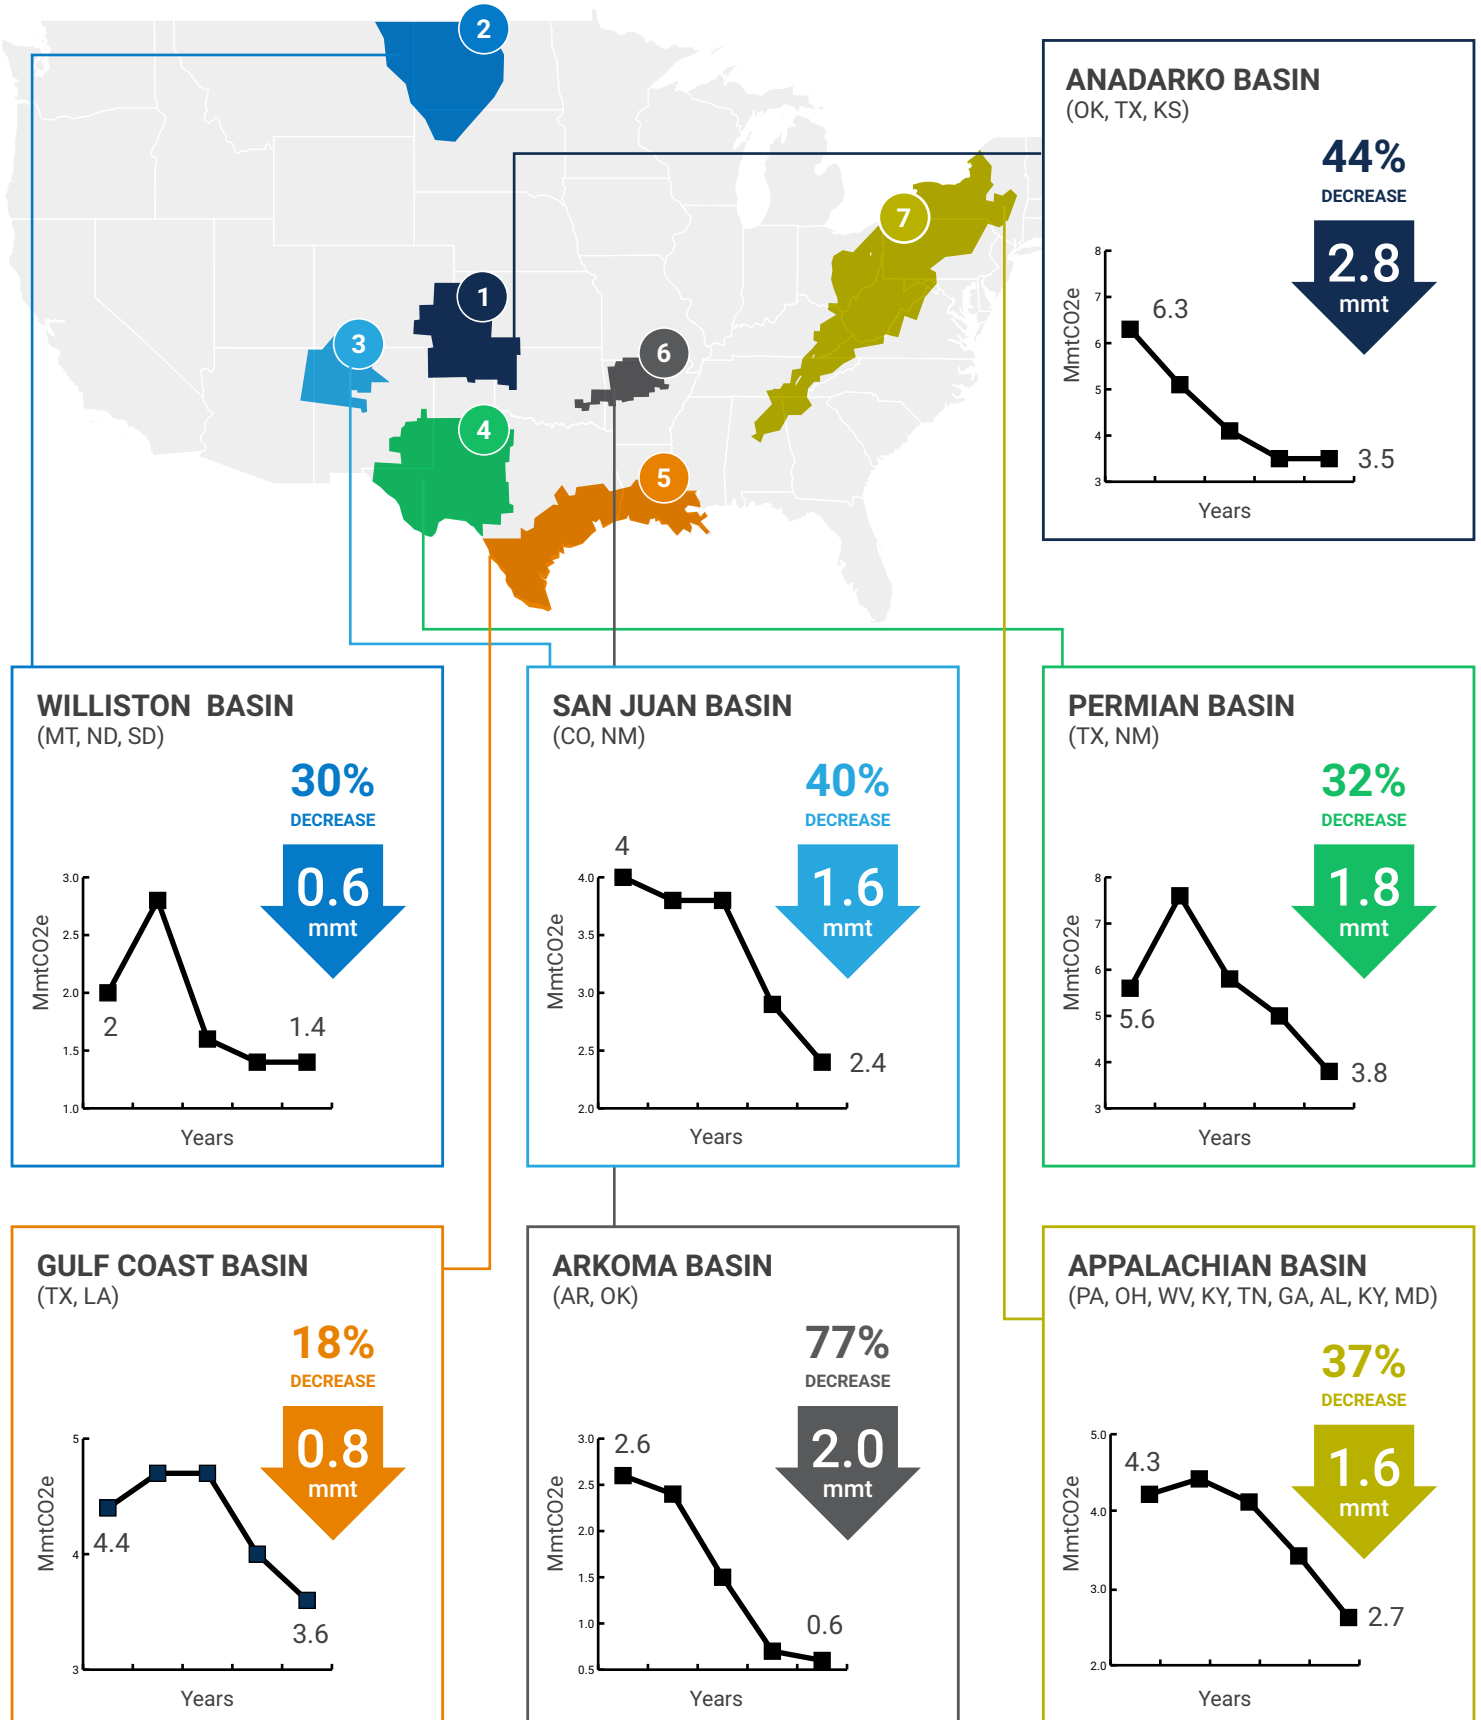 2
7
1
3
6
4
5
ANADARKO BASIN
(OK, TX, KS)
44%
DECREASE
2.8
mmt
MmtCO2e
8
7
6
5
4
3
6.3
3.5
Years
WILLISTON  BASIN
(MT, ND, SD)
30%
DECREASE
0.6
mmt
MmtCO2e
3.0
2.5
2.0
1.5
1.0
2
1.4
Years
SAN JUAN BASIN
(CO, NM)
40%
DECREASE
1.6
mmt
MmtCO2e
4.0
3.5
3.0
2.5
2.0
4
2.4
Years
PERMIAN BASIN
(TX, NM)
32%
DECREASE
1.8
mmt
MmtCO2e
8
7
6
5
4
3
5.6
3.8
Years
GULF COAST BASIN
(TX, LA)
18%
DECREASE
0.8
mmt
MmtCO2e
5
4
3
4.4
3.6
Years
ARKOMA BASIN
(AR, OK)
77%
DECREASE
2.0
mmt
MmtCO2e
3.0
2.5
2.0
1.5
1.0
0.5
2.6
0.6
Years
APPALACHIAN BASIN
(PA, OH, WV, KY, TN, GA, AL, KY, MD)
37%
DECREASE
1.6
mmt
MmtCO2e
5.0
4.0
3.0
2.0
4.3
2.7
Years